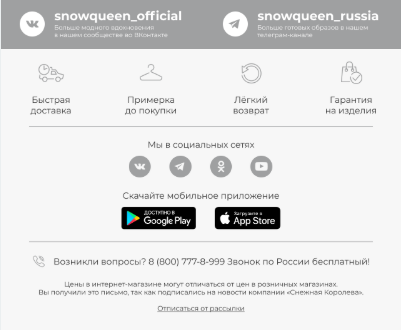 snowqueen_official
Больше модного вдохновения
в нашем сообществе во ВКонтакте
snowqueen_russia
Больше готовых образов в нашем
телеграм-канале
Быстрая
доставка
Примерка
до покупки
Лёгкий
возврат
Гарантия
на изделия
Мы в социальных сетях
Скачайте мобильное приложение
ДОСТУПНО В
Google Play
Загрузите в
App Store
Возникли вопросы? 8 (800) 777-8-999 Звонок по России бесплатный!
Цены в интернет-магазине могут отличаться от цен в розничных магазинах.
Вы получили это письмо, так как подписались на новости компании «Снежная Королева».
Отписаться от рассылки